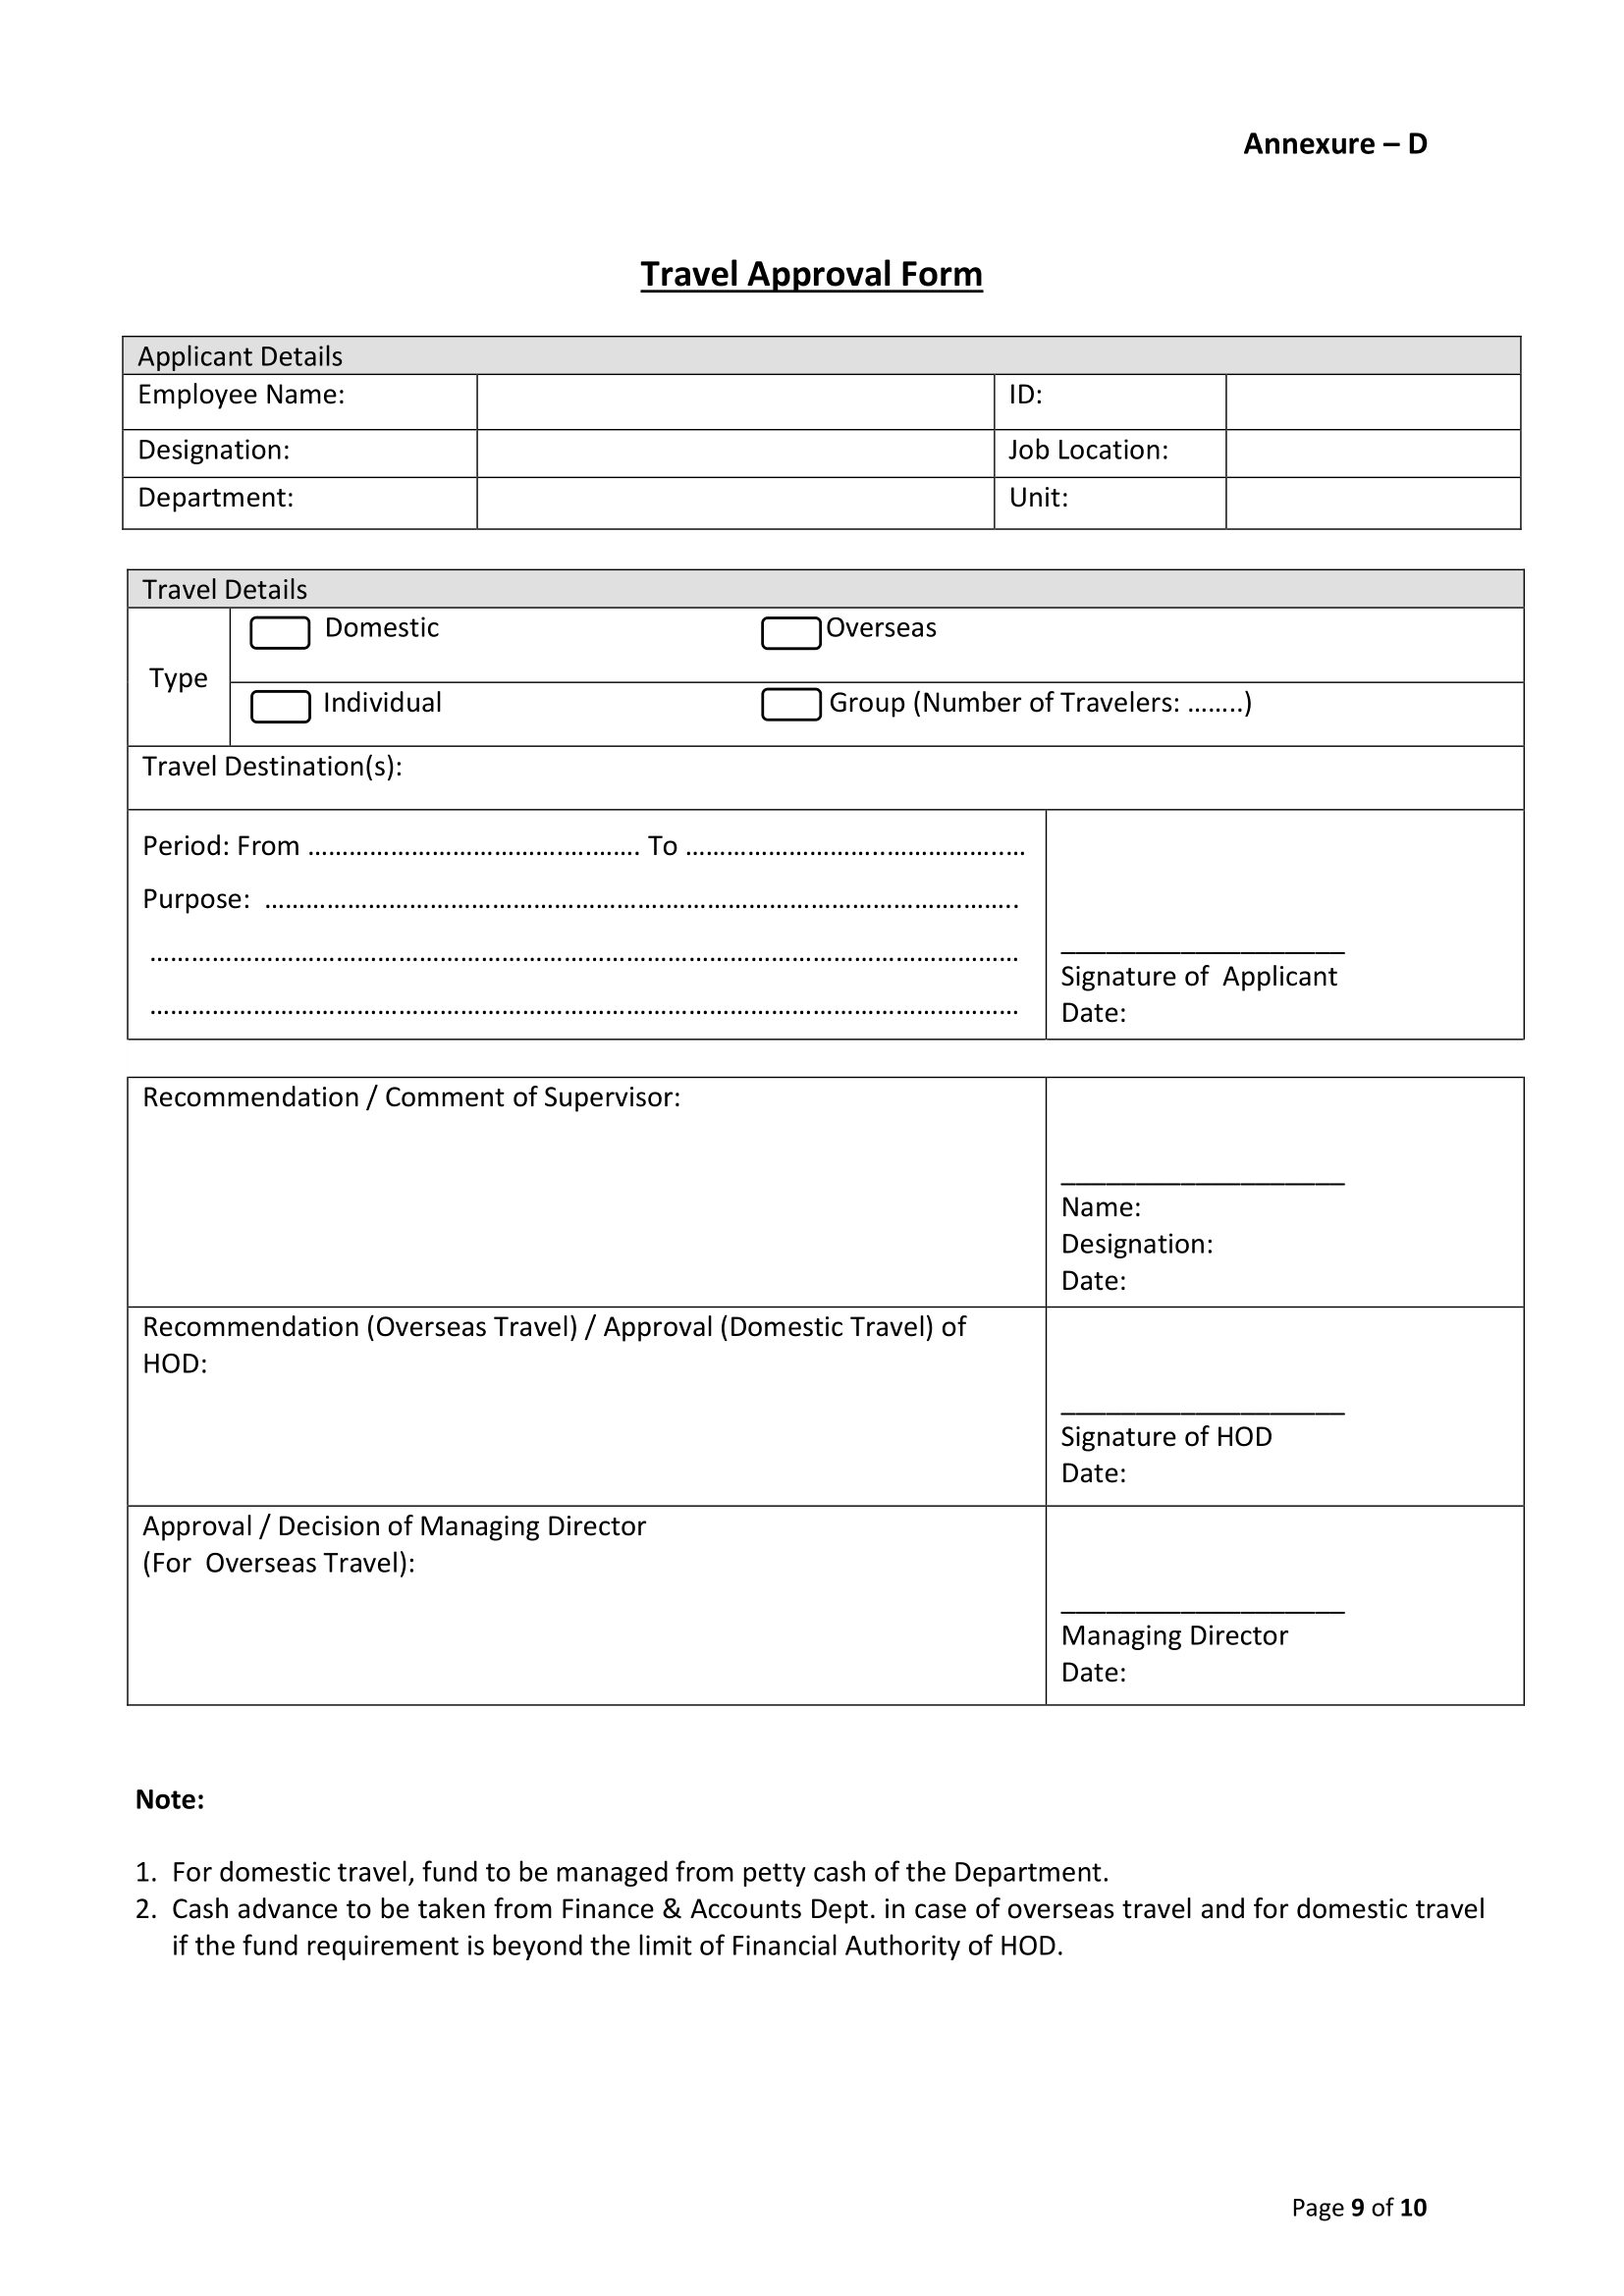 Annexure – D
Travel Approval Form
Applicant Details
Employee Name: ID:
Designation: Job Location:
Department: Unit:
Travel Details
Type
Domestic Overseas
Individual Group (Number of Travelers: ……..)
Travel Destination(s):
Period: From ……………………………………….……. To ………………………..……………..…
Purpose: ………………………………………………….……………………………………….……..
………………………………………………………………………………………………………………
………………………………………………………………………………………………………………
___________________
Signature of  Applicant
Date:
Recommendation / Comment of Supervisor:
___________________
Name:
Designation:
Date:
Recommendation (Overseas Travel) / Approval (Domestic Travel) of
HOD:
___________________
Signature of HOD
Date:
Approval / Decision of Managing Director
(For  Overseas Travel):
___________________
Managing Director
Date:
Note:
1. For domestic travel, fund to be managed from petty cash of the Department.
2. Cash advance to be taken from Finance & Accounts Dept. in case of overseas travel and for domestic travel
if the fund requirement is beyond the limit of Financial Authority of HOD.
Page 9 of 10